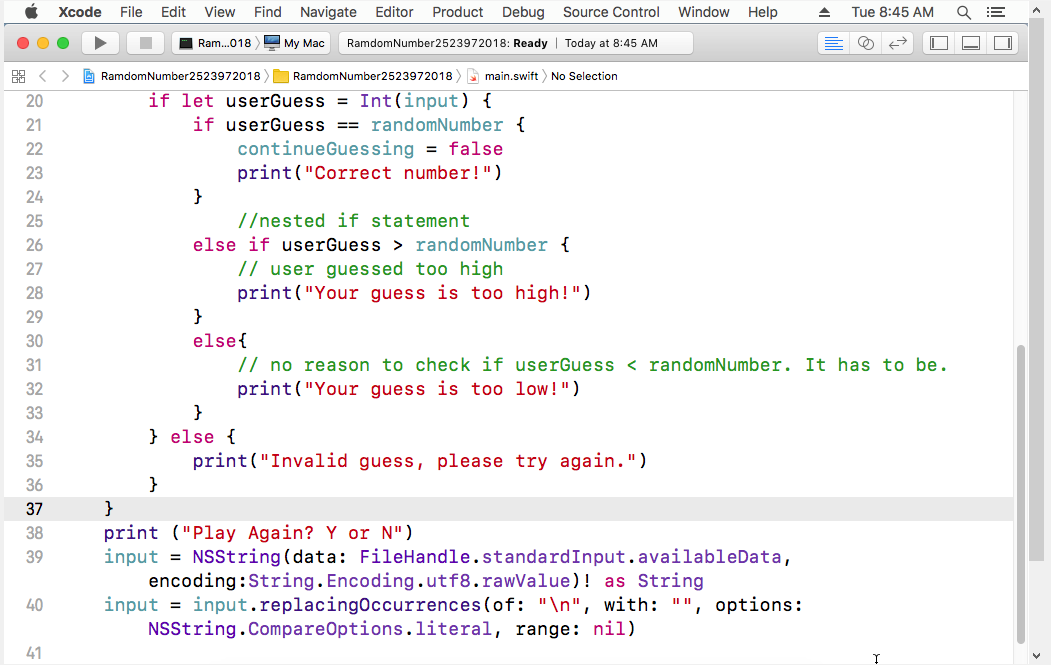 Xcode File Edit View Find Navigate Editor Product Debug Source Control Window Help Tue 8:45 AM
Ram...018 〉 My Mac RamdomNumber2523972018: Ready | Today at 8:45 AM
RamdomNumber2523972018 〉 RamdomNumber2523972018 〉 main.swift 〉 No Selection
20 if let userGuess = Int(input) {
21 if userGuess == randomNumber {
22 continueGuessing = false
23 print("Correct number!")
24 }
25 //nested if statement
26 else if userGuess > randomNumber {
27 // user guessed too high
28 print("Your guess is too high!")
29 }
30 else{
31 // no reason to check if userGuess < randomNumber. It has to be.
32 print("Your guess is too low!")
33 }
34 } else {
35 print("Invalid guess, please try again.")
36 }
37 }
38 print ("Play Again? Y or N")
39 input = NSString(data: FileHandle.standardInput.availableData,
encoding:String.Encoding.utf8.rawValue)! as String
40 input = input.replacingOccurrences(of: "\n", with: "", options:
NSString.CompareOptions.literal, range: nil)
41